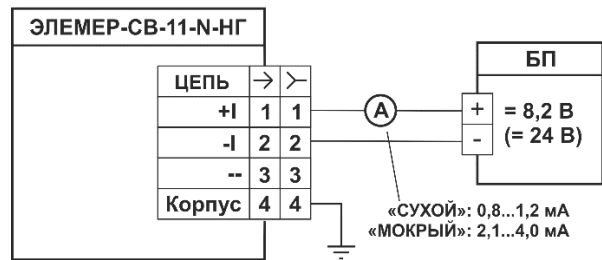 ЭЛЕМЕР-СВ-11-N-НГ
БП
ЦЕПЬ
+I 1 1
-I 2 2
-- 3 3
Корпус 4 4
A
+ = 8,2 В
- (= 24 В)
«СУХОЙ»: 0,8...1,2 мА
«МОКРЫЙ»: 2,1...4,0 мА